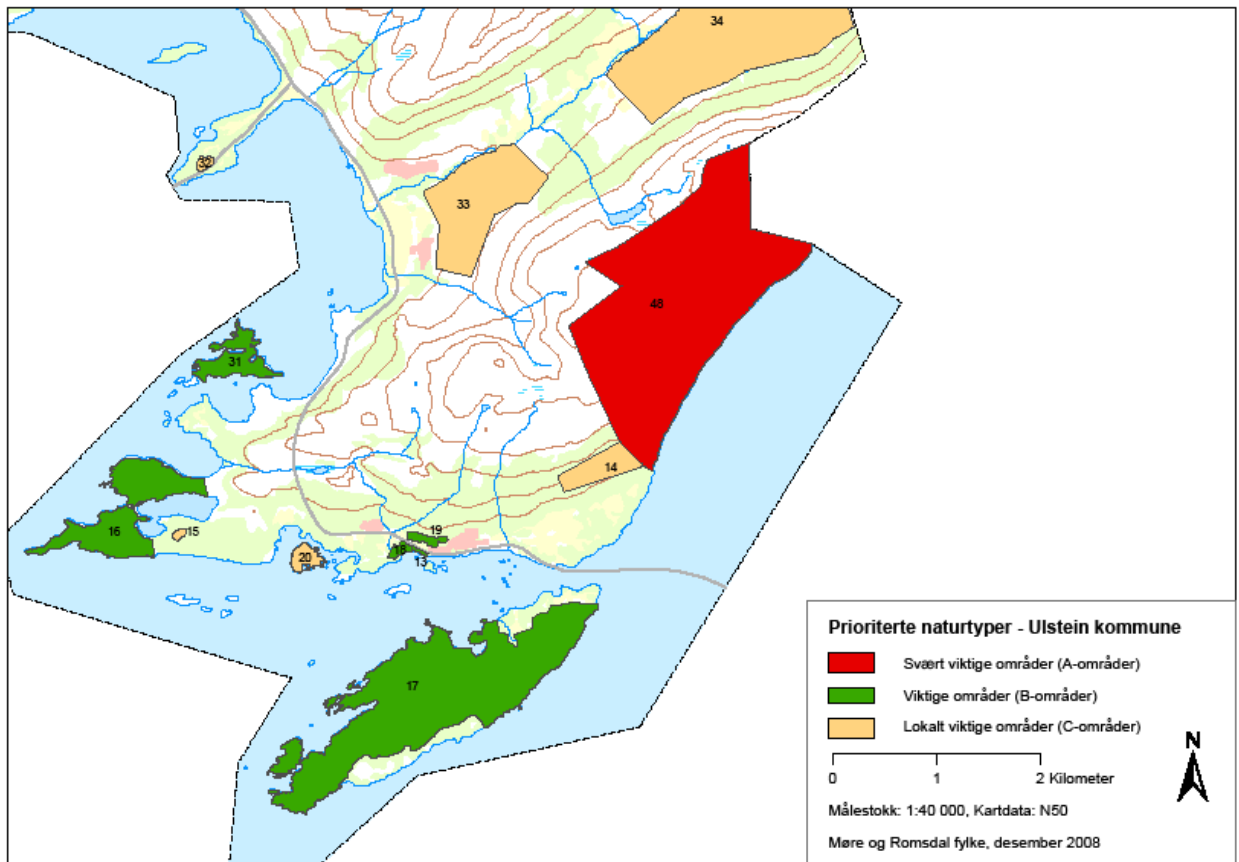 34
32
33
48
31
14
16
15
19
18
20
13
17
Prioriterte naturtyper - Ulstein kommune
Svært viktige områder (A-områder)
Viktige områder (B-områder)
Lokalt viktige områder (C-områder)
N
0 1 2 Kilometer
Målestokk: 1:40 000, Kartdata: N50
Møre og Romsdal fylke, desember 2008